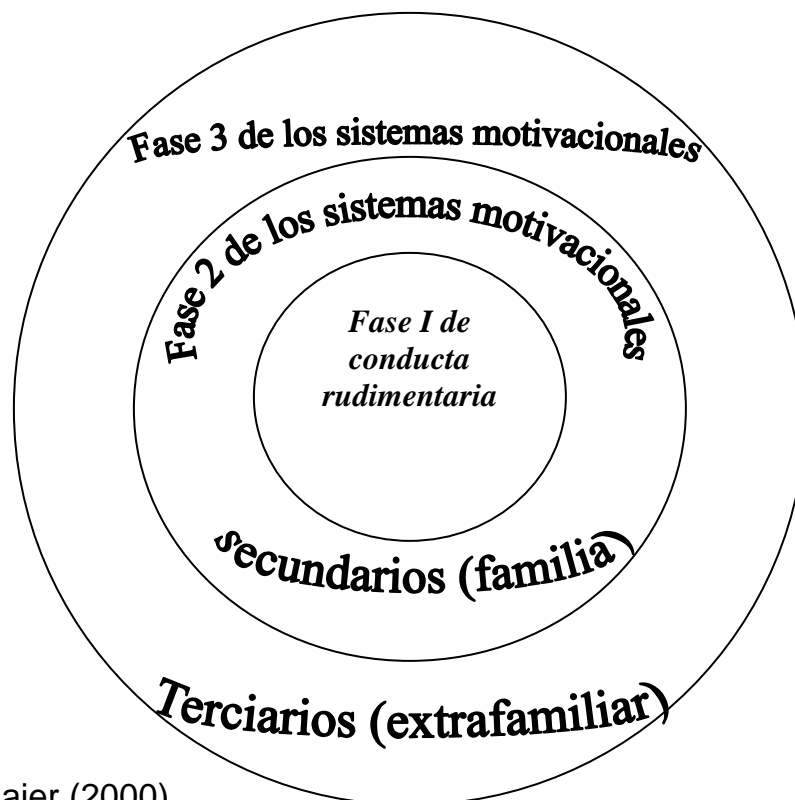 Fase 3 de los sistemas motivacionales
Fase 2 de los sistemas motivacionales
Fase I de
conducta
rudimentaria
secundarios (familia)
Terciarios (extrafamiliar)
(2000)